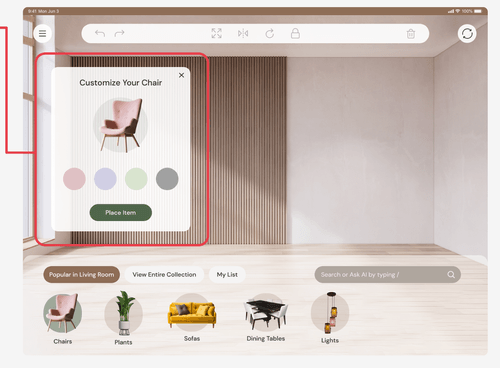 9:41 Mon Jun 3
100%
Customize Your Chair
Place Item
Popular in Living Room
View Entire Collection
My List
Search or Ask AI by typing /
Chairs
Plants
Sofas
Dining Tables
Lights